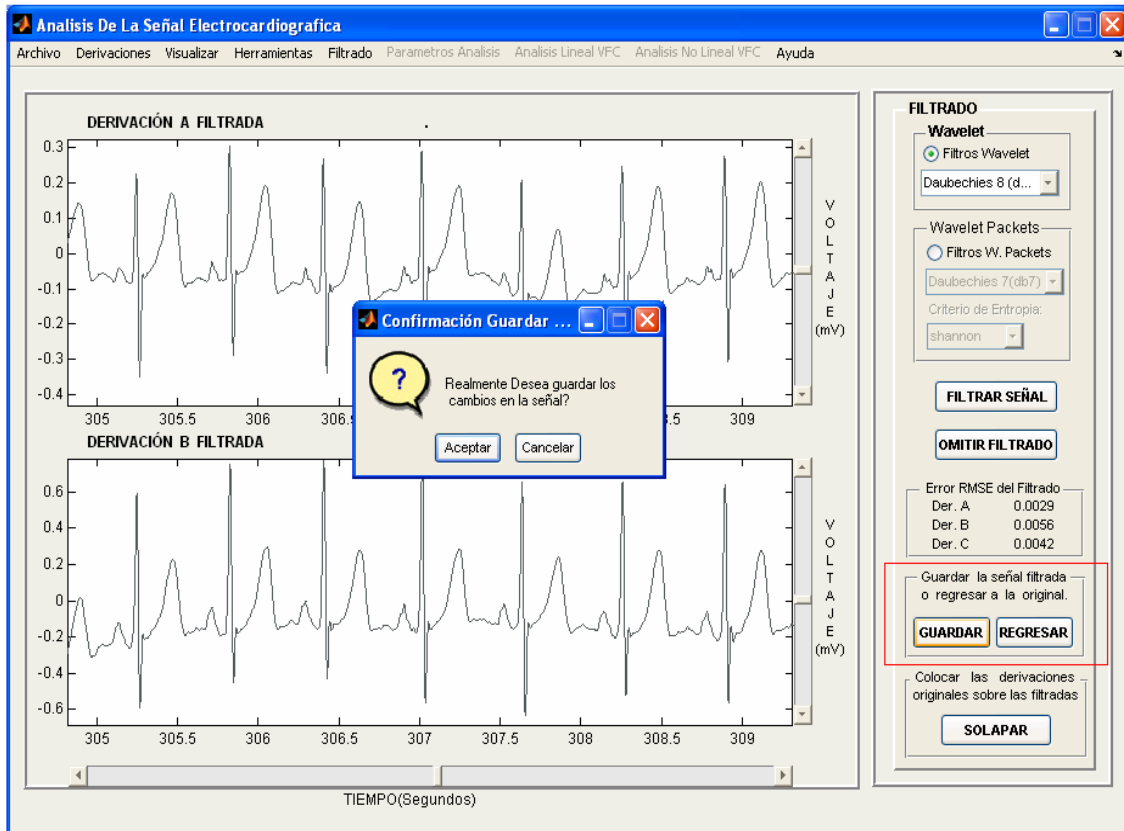 Analisis De La Señal Electrocardiografica
Archivo Derivaciones Visualizar Herramientas Filtrado Parametros Analisis Analisis Lineal VFC Analisis No Lineal VFC Ayuda
DERIVACIÓN A FILTRADA
0.3
0.2
0.1
0
-0.1
-0.2
-0.3
-0.4
305 305.5 306 3.5 309
VOLTAJE
(mV)
Confirmación Guardar ...
?
Realmente Desea guardar los
cambios en la señal?
Aceptar Cancelar
DERIVACIÓN B FILTRADA
0.6
0.4
0.2
0
-0.2
-0.4
-0.6
305 305.5 306 306.5 307 307.5 308 308.5 309
VOLTAJE
(mV)
TIEMPO(Segundos)
FILTRADO
Wavelet
Filtros Wavelet
Daubechies 8 (d...
Wavelet Packets
Filtros W. Packets
Daubechies 7(db7)
Criterio de Entropia:
shannon
FILTRAR SEÑAL
OMITIR FILTRADO
Error RMSE del Filtrado
Der. A 0.0029
Der. B 0.0056
Der. C 0.0042
Guardar la señal filtrada
o regresar a la original.
GUARDAR REGRESAR
Colocar las derivaciones
originales sobre las filtradas
SOLAPAR